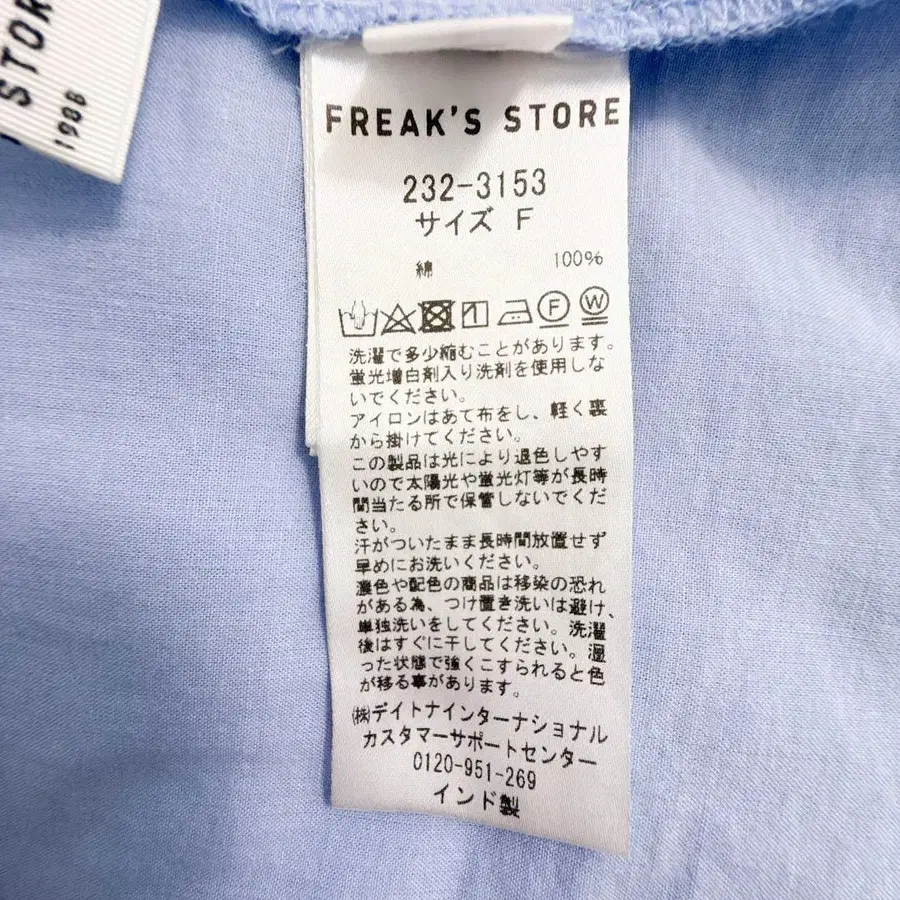 STOR
1986
FREAK'S STORE
232-3153
サイズ F
綿 100%
F W
洗濯で多少縮むことがあります。
蛍光増白剤入り洗剤を使用しな
いでください。
アイロンはあて布をし、軽く裏
から掛けてください。
この製品は光により退色しやす
いので太陽光や蛍光灯等が長時
間当たる所で保管しないでくだ
さい。
汗がついたまま長時間放置せず
早めにお洗いください。
濃色や配色の商品は移染の恐れ
がある為、つけ置き洗いは避け、
単独洗いをしてください。洗濯
後はすぐに干してください。湿
った状態で強くこすられると色
が移る事があります。
㈱デイトナインターナショナル
カスタマーサポートセンター
0120-951-269
インド製